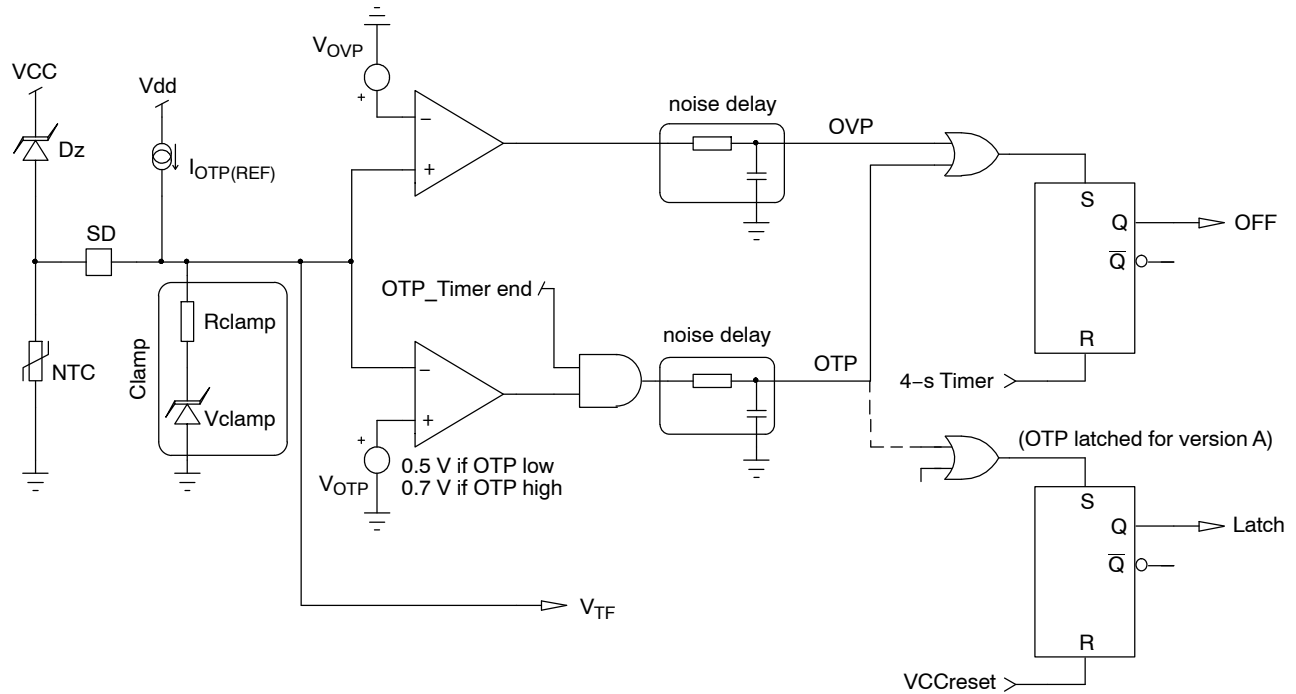 VOVP
VCC
Vdd
Dz
IOTP(REF)
−
+
+
noise delay
OVP
S
Q
OFF
Q
R
4−s Timer
SD
Clamp
Rclamp
Vclamp
NTC
OTP_Timer end
noise delay
OTP
−
+
+
VOTP
0.5 V if OTP low
0.7 V if OTP high
(OTP latched for version A)
S
Q
Latch
Q
R
VCCreset
VTF